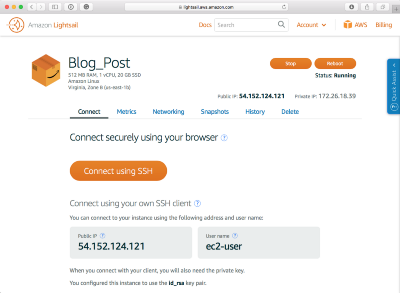 lightsail.aws.amazon.com
Amazon Lightsail Docs Search Account AWS Billing
Blog_Post
512 MB RAM, 1 vCPU, 20 GB SSD
Amazon Linux
Virginia, Zone B (us-east-1b)
Stop Reboot
Status: Running
Public IP: 54.152.124.121 Private IP: 172.26.18.59
Quick Assist
Connect Metrics Networking Snapshots History Delete
Connect securely using your browser ?
Connect using SSH
Connect using your own SSH client ?
You can connect to your instance using the following address and user name:
Public IP ? User name ?
54.152.124.121 ec2-user
When you connect with your client, you will also need the private key.
You configured this instance to use the id_rsa key pair.